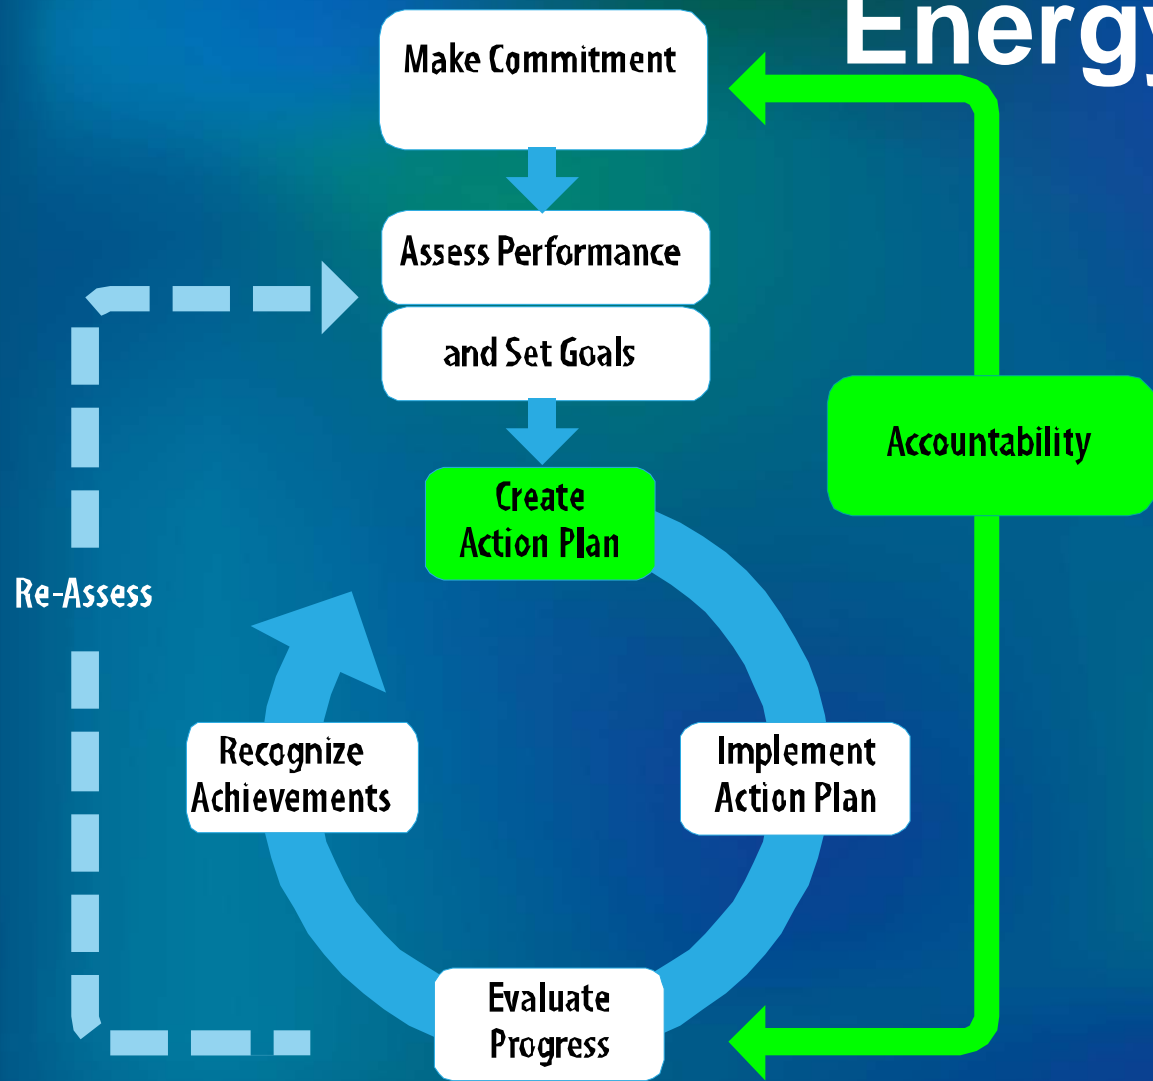 Energy
Make Commitment
Assess Performance
and Set Goals
Accountability
Create
Action Plan
Re-Assess
Recognize
Achievements
Implement
Action Plan
Evaluate
Progress